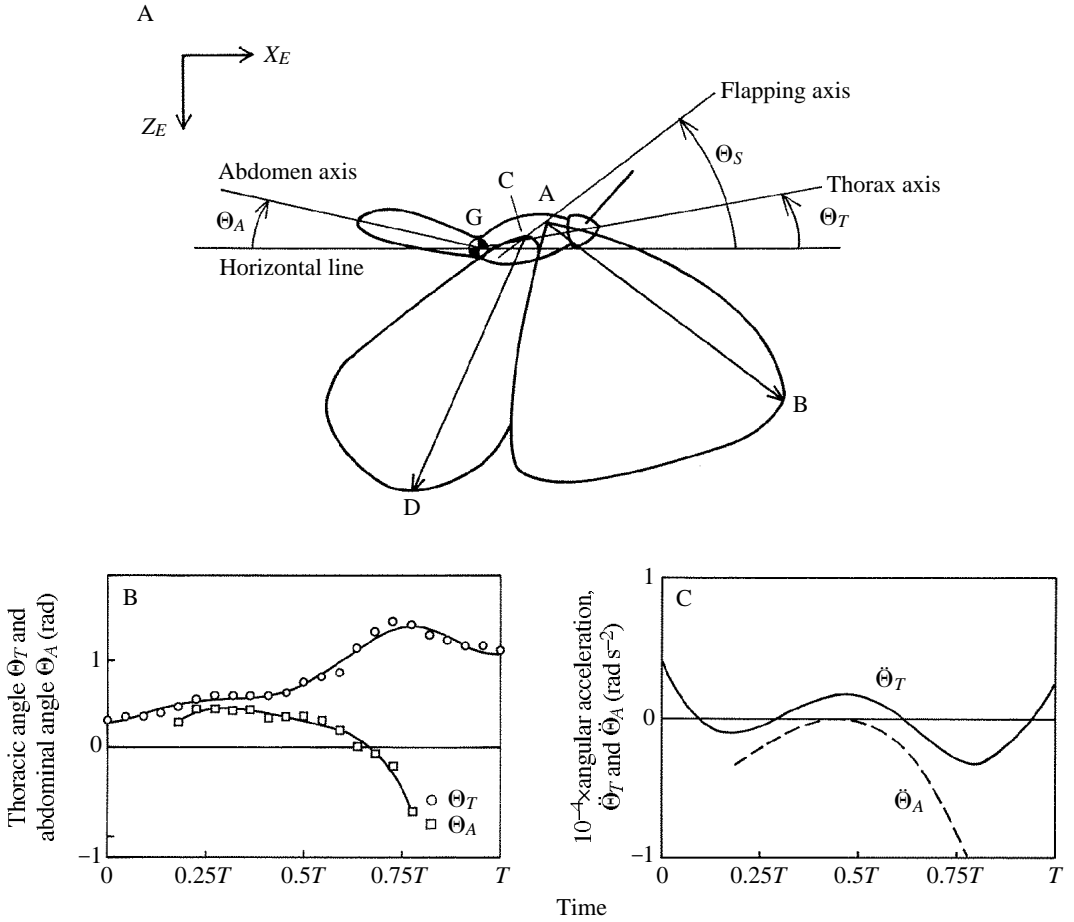 A
X_E
Z_E
Flapping axis
Θ_S
Abdomen axis
C
A
Thorax axis
Θ_A
G
Θ_T
Horizontal line
B
D
B
Thoracic angle Θ_T and
abdominal angle Θ_A (rad)
1
0
−1
Θ_T
Θ_A
0
0.25T
0.5T
0.75T
T
C
10⁻⁴×angular acceleration,
Θ̈_T and Θ̈_A (rad s⁻²)
1
0
−1
Θ̈_T
Θ̈_A
0
0.25T
0.5T
0.75T
T
Time